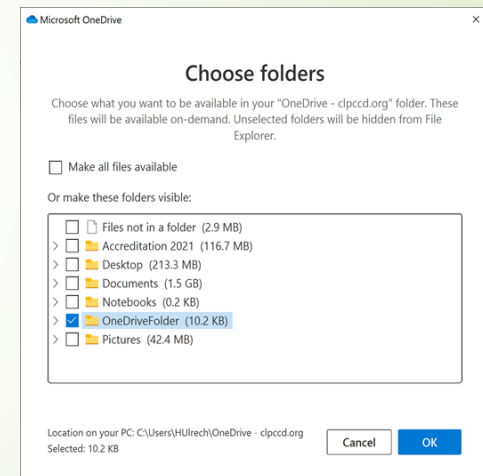 Microsoft OneDrive
Choose folders
Choose what you want to be available in your "OneDrive - clpccd.org" folder. These
files will be available on-demand. Unselected folders will be hidden from File
Explorer.
Make all files available
Or make these folders visible:
Files not in a folder (2.9 MB)
Accreditation 2021 (116.7 MB)
Desktop (213.3 MB)
Documents (1.5 GB)
Notebooks (0.2 KB)
OneDriveFolder (10.2 KB)
Pictures (42.4 MB)
Location on your PC: C:\Users\HUlrech\OneDrive - clpccd.org
Selected: 10.2 KB
Cancel
OK